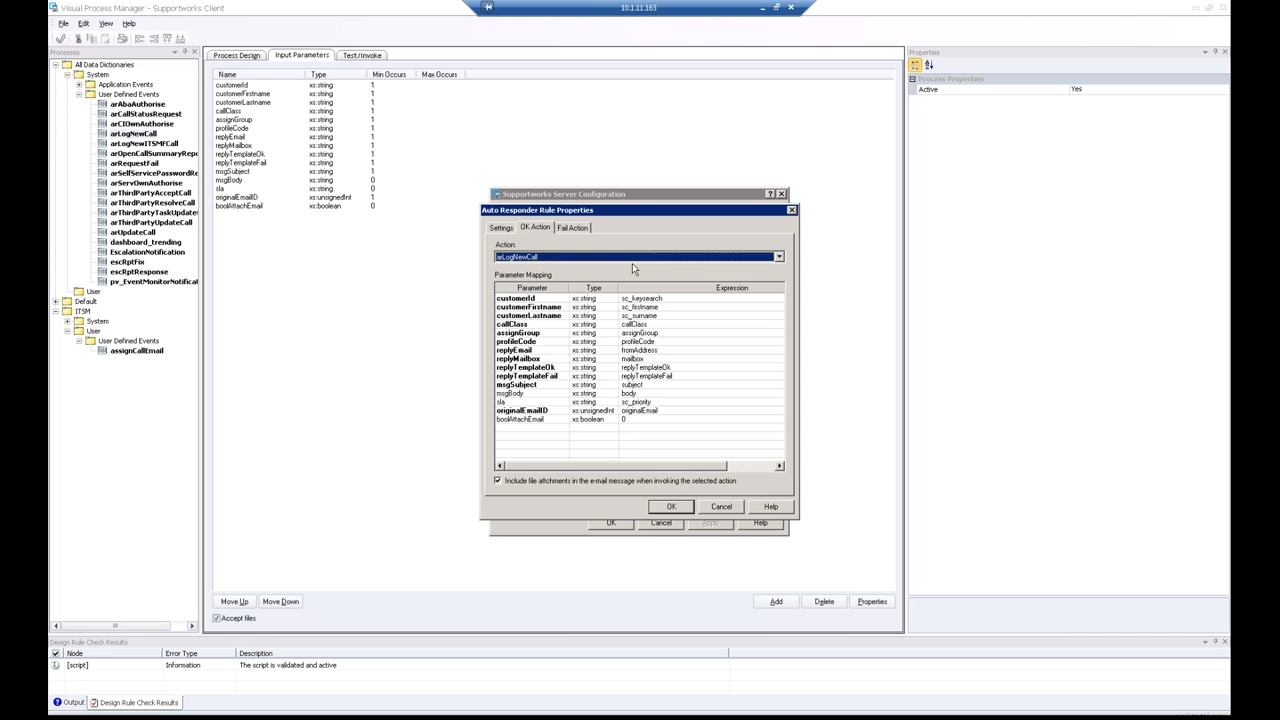 Visual Process Manager - Supportworks Client
10.1.11.163
File Edit View Help
Processes
Process Design Input Parameters Test/Invoke
Properties
All Data Dictionaries
System
Application Events
User Defined Events
arAbaAuthorise
arCallStatusRequest
arCIOwnAuthorise
arLogNewCall
arLogNewITSMFCall
arOpenCallSummaryRepo
arRequestFail
arSelfServicePasswordRe
arServOwnAuthorise
arThirdPartyAcceptCall
arThirdPartyResolveCall
arThirdPartyTaskUpdate
arThirdPartyUpdateCall
arUpdateCall
dashboard_trending
EscalationNotification
escRptFix
escRptResponse
pv_EventMonitorNotificat
User
Default
ITSM
System
User
User Defined Events
assignCallEmail
Name Type Min Occurs Max Occurs
customerId xs:string 1
customerFirstname xs:string 1
customerLastname xs:string 1
callClass xs:string 1
assignGroup xs:string 1
profileCode xs:string 1
replyEmail xs:string 1
replyMailbox xs:string 1
replyTemplateOk xs:string 1
replyTemplateFail xs:string 1
msgSubject xs:string 1
msgBody xs:string 0
sla xs:string 0
originalEmailID xs:unsignedInt 1
boolAttachEmail xs:boolean 0
Process Properties
Active Yes
Supportworks Server Configuration
Auto Responder Rule Properties
Settings OK Action Fail Action
Action:
arLogNewCall
Parameter Mapping
Parameter Type Expression
customerId xs:string sc_keysearch
customerFirstname xs:string sc_firstname
customerLastname xs:string sc_surname
callClass xs:string callClass
assignGroup xs:string assignGroup
profileCode xs:string profileCode
replyEmail xs:string fromAddress
replyMailbox xs:string mailbox
replyTemplateOk xs:string replyTemplateOk
replyTemplateFail xs:string replyTemplateFail
msgSubject xs:string subject
msgBody xs:string body
sla xs:string sc_priority
originalEmailID xs:unsignedInt originalEmail
boolAttachEmail xs:boolean 0
Include file attchments in the e-mail message when invoking the selected action
OK Cancel Help
OK Cancel Apply Help
Move Up Move Down Add Delete Properties
Accept files
Design Rule Check Results
Node Error Type Description
[script] Information The script is validated and active
Output Design Rule Check Results